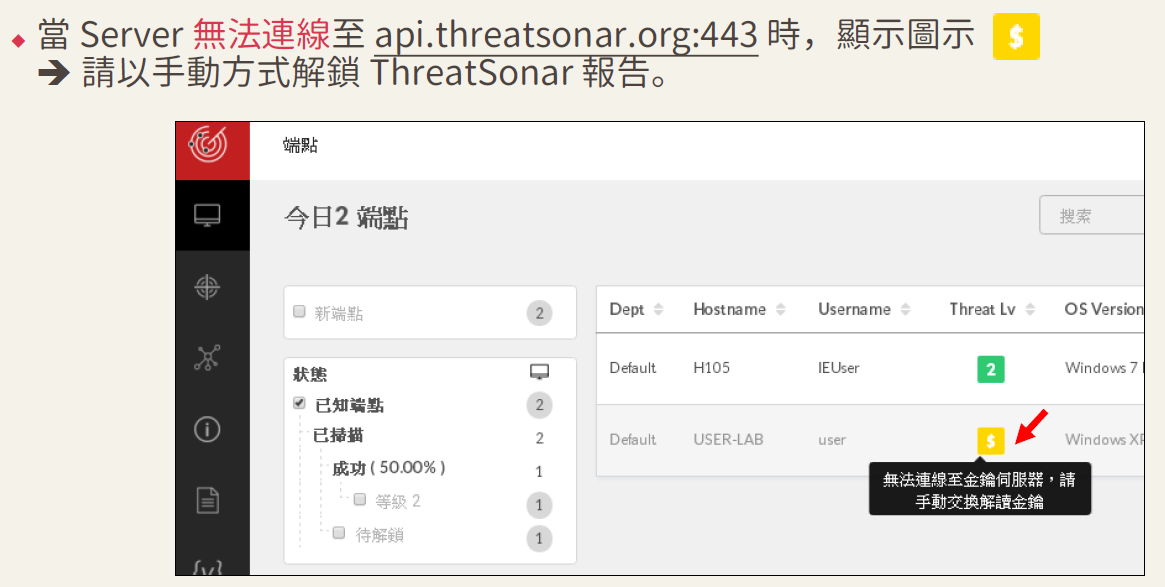 當 Server 無法連線至 api.threatsonar.org:443 時，顯示圖示 $
➔ 請以手動方式解鎖 ThreatSonar 報告。
端點
今日2 端點
搜索
新端點 2
狀態
已知端點 2
已掃描 2
成功 ( 50.00% ) 1
等級 2 1
待解鎖 1
Dept Hostname Username Threat Lv OS Version
Default H105 IEUser 2 Windows 7
Default USER-LAB user $ Windows XP
無法連線至金鑰伺服器，請
手動交換解讀金鑰